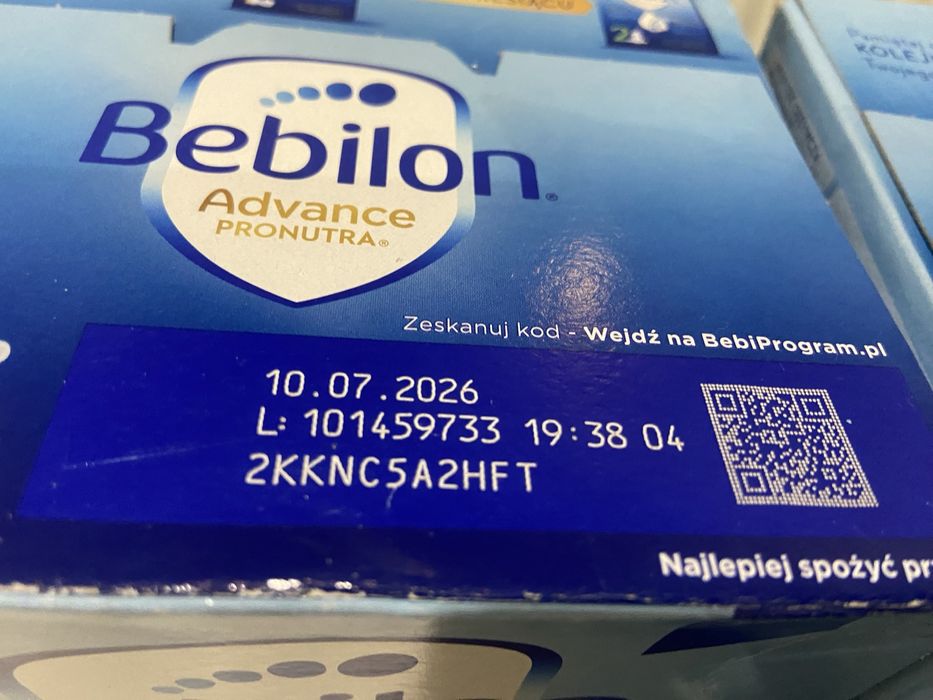 Bebilon®
Advance
PRONUTRA®
Zeskanuj kod - Wejdź na BebiProgram.pl
10.07.2026
L: 101459733 19:38 04
2KKNC5A2HFT
Najlepiej spożyć
2